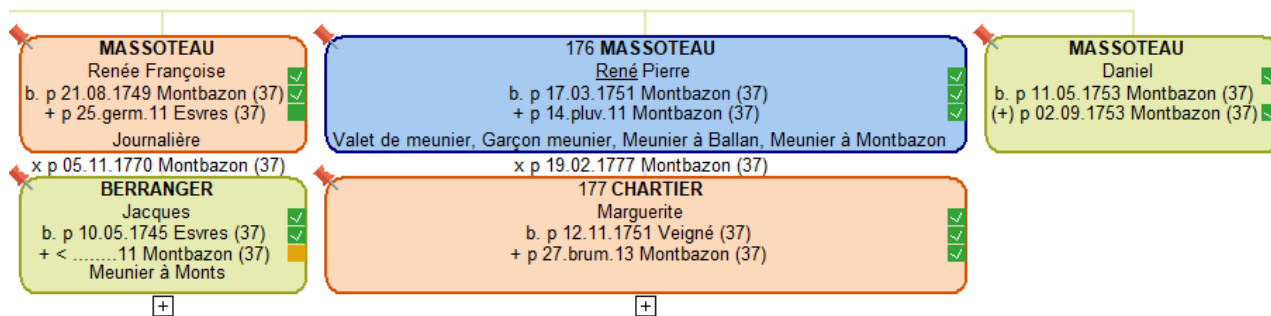 MASSOTEAU
Renée Françoise
b. p 21.08.1749 Montbazon (37)
+ p 25.germ.11 Esvres (37)
Journalière
x p 05.11.1770 Montbazon (37)
BERRANGER
Jacques
b. p 10.05.1745 Esvres (37)
+ < ........11 Montbazon (37)
Meunier à Monts
176 MASSOTEAU
René Pierre
b. p 17.03.1751 Montbazon (37)
+ p 14.pluv.11 Montbazon (37)
Valet de meunier, Garçon meunier, Meunier à Ballan, Meunier à Montbazon
x p 19.02.1777 Montbazon (37)
177 CHARTIER
Marguerite
b. p 12.11.1751 Veigné (37)
+ p 27.brum.13 Montbazon (37)
MASSOTEAU
Daniel
b. p 11.05.1753 Montbazon (37)
(+) p 02.09.1753 Montbazon (37)